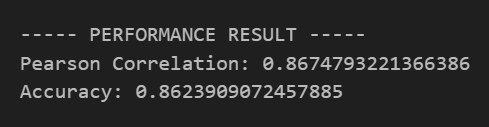 ----- PERFORMANCE RESULT -----
Pearson Correlation: 0.8674793221366386
Accuracy: 0.8623909072457885